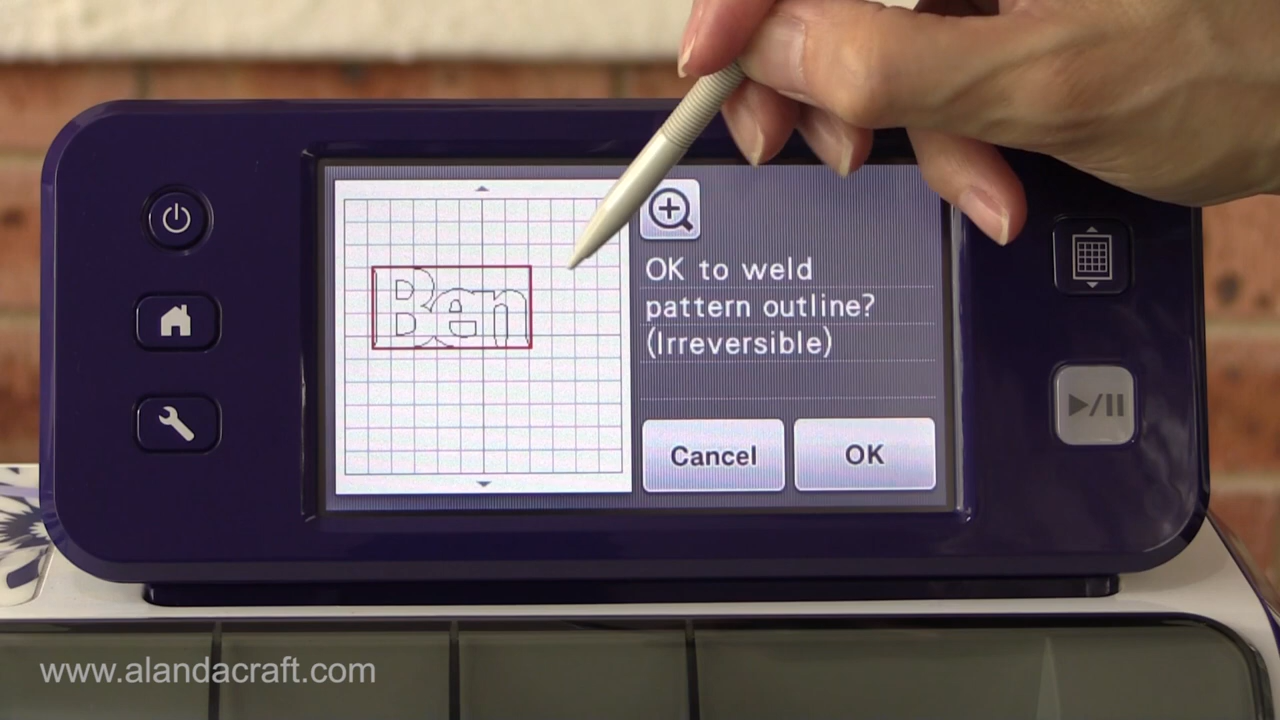 Ben
OK to weld
pattern outline?
(Irreversible)
Cancel
OK
www.alandacraft.com